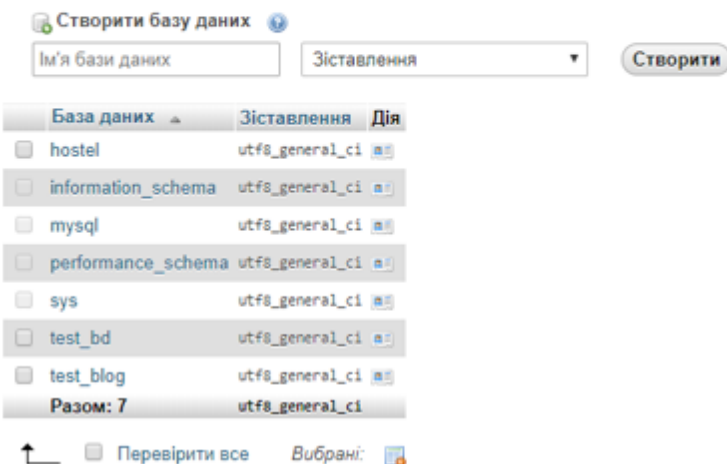 Створити базу даних
Ім'я бази даних Зіставлення Створити
База даних Зіставлення Дія
hostel utf8_general_ci
information_schema utf8_general_ci
mysql utf8_general_ci
performance_schema utf8_general_ci
sys utf8_general_ci
test_bd utf8_general_ci
test_blog utf8_general_ci
Разом: 7 utf8_general_ci
Перевірити все Вибрані: